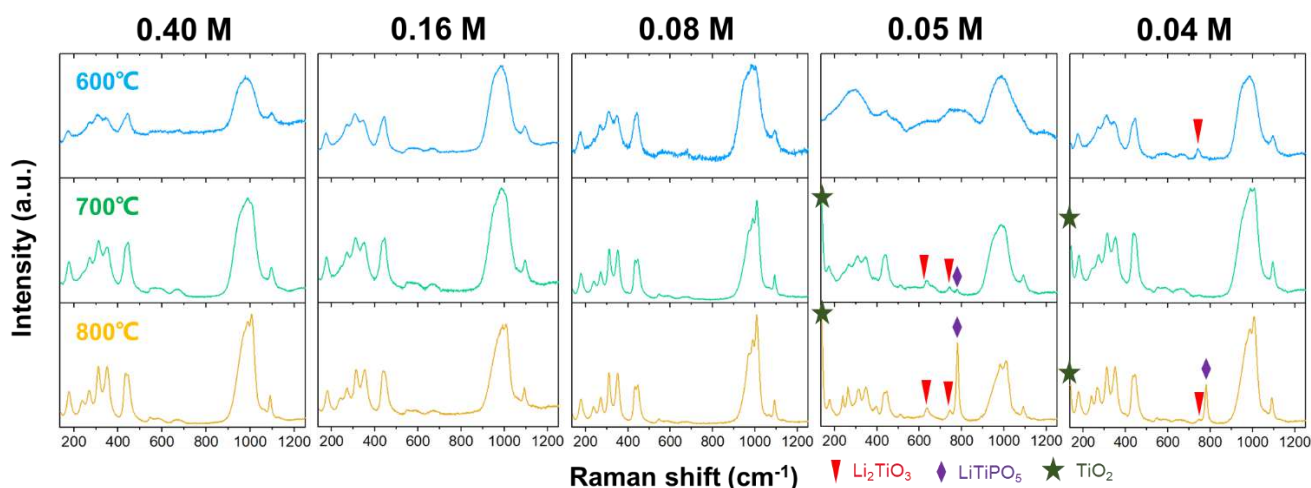 0.40 M 0.16 M 0.08 M 0.05 M 0.04 M
600℃
700℃
800℃
Intensity (a.u.)
200 400 600 800 1000 1200 200 400 600 800 1000 1200 200 400 600 800 1000 1200 200 400 600 800 1000 1200 200 400 600 800 1000 1200
Raman shift (cm⁻¹) Li₂TiO₃ LiTiPO₅ TiO₂